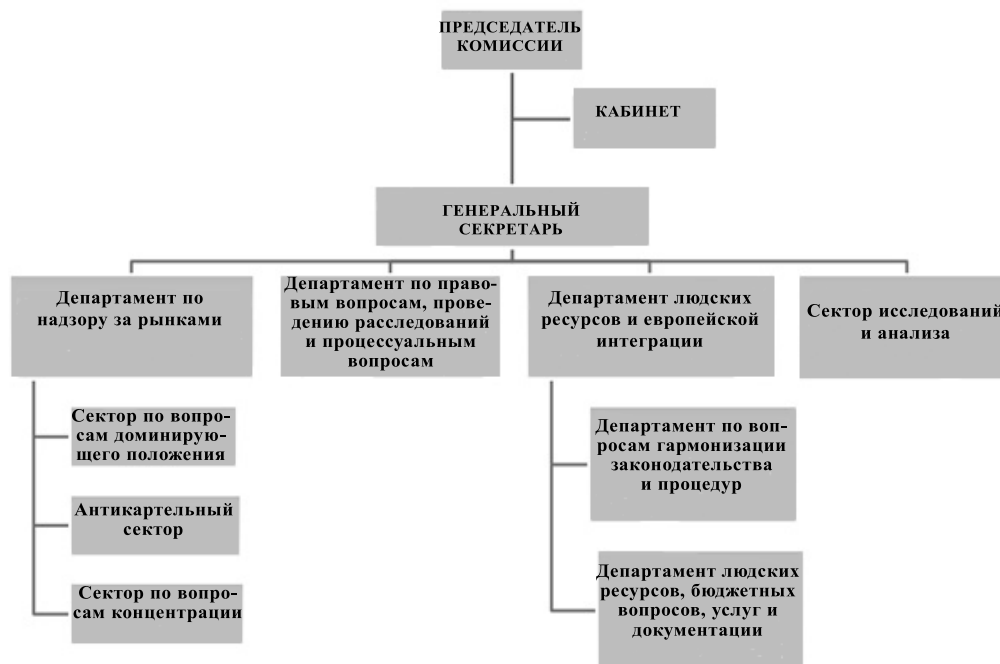 ПРЕДСЕДАТЕЛЬ
КОМИССИИ
КАБИНЕТ
ГЕНЕРАЛЬНЫЙ
СЕКРЕТАРЬ
Департамент по
надзору за рынками
Департамент по право-
вым вопросам, прове-
дению расследований
и процессуальным
вопросам
Департамент людских
ресурсов и европейской
интеграции
Сектор исследований
и анализа
Сектор по вопро-
сам доминирую-
щего положения
Антикартельный
сектор
Сектор по вопро-
сам концентрации
Департамент по воп-
росам гармонизации
законодательства
и процедур
Департамент людских
ресурсов, бюджетных
вопросов, услуг и
документации